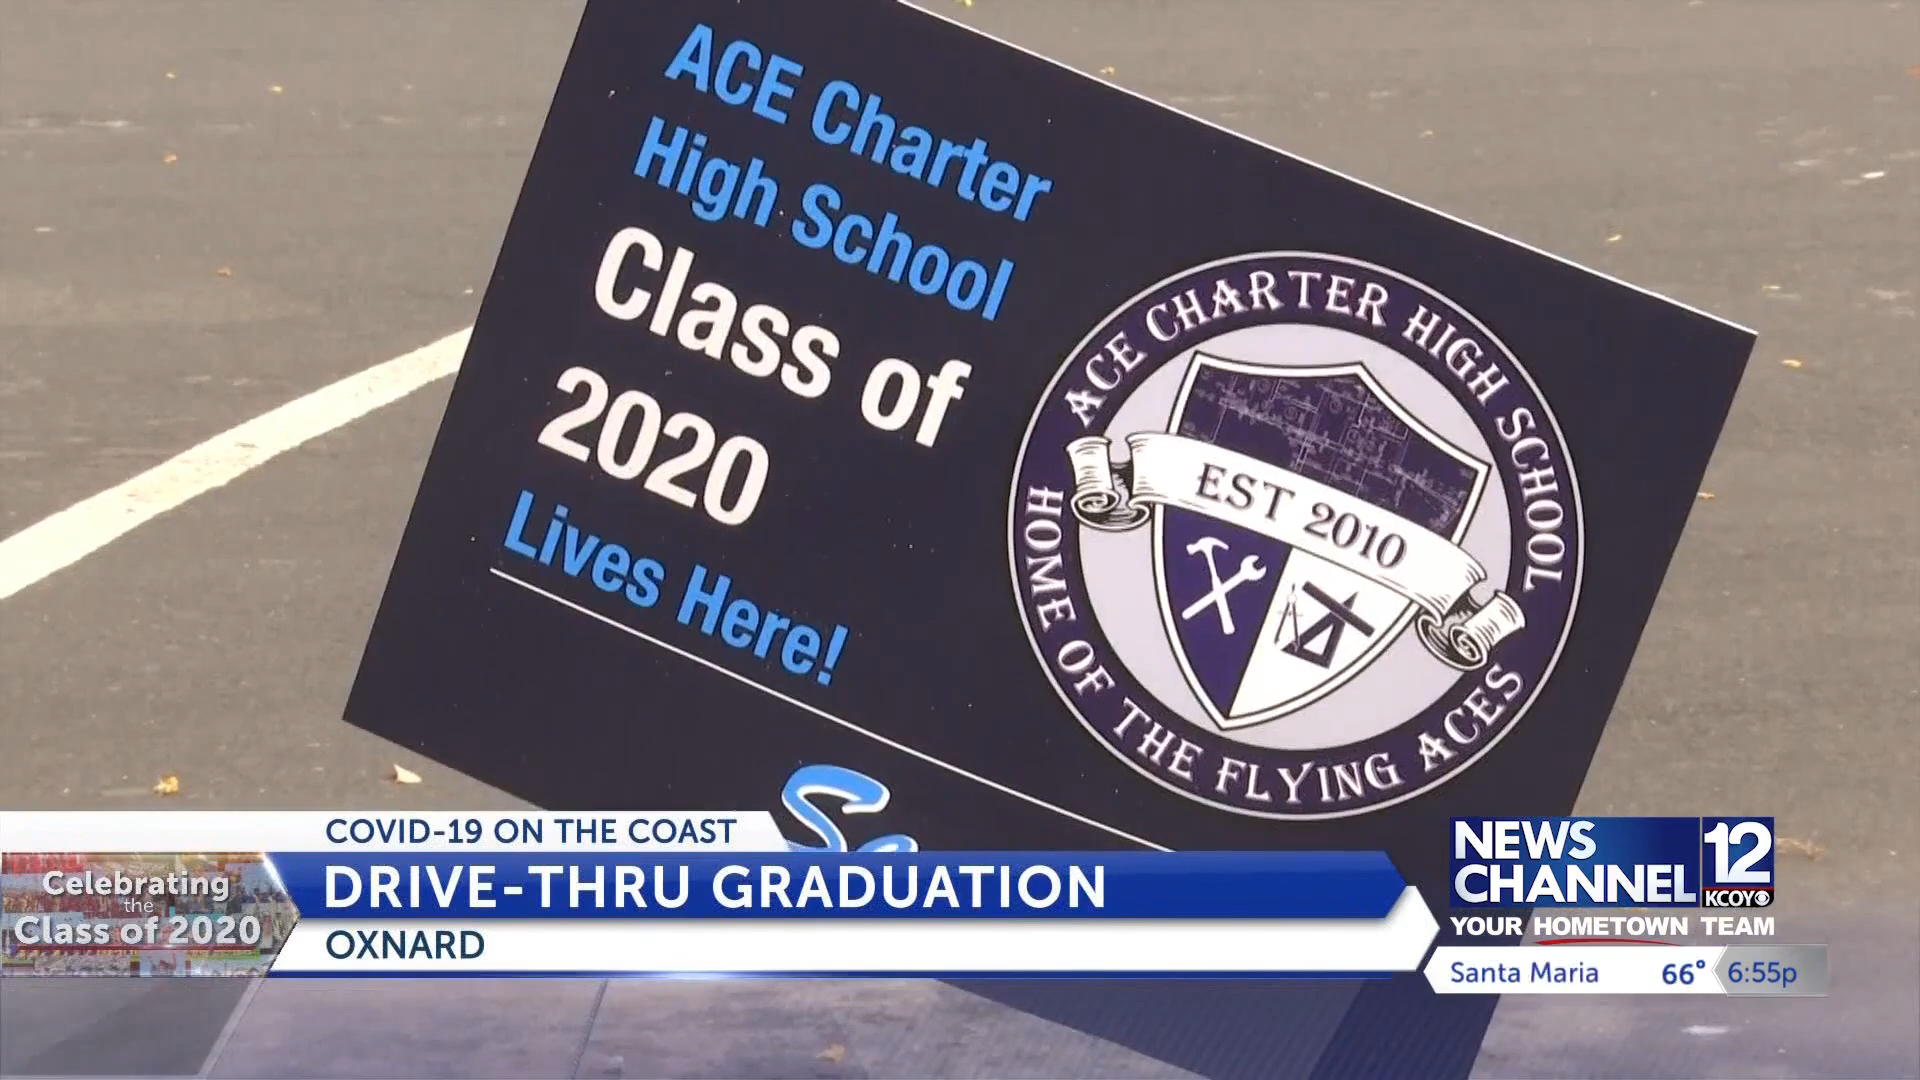 ACE Charter
High School
Class of
2020
Lives Here!
ACE CHARTER HIGH SCHOOL
EST 2010
HOME OF THE FLYING ACES
COVID-19 ON THE COAST
DRIVE-THRU GRADUATION
OXNARD
Celebrating
the
Class of 2020
NEWS
CHANNEL 12
KCOY
YOUR HOMETOWN TEAM
Santa Maria 66° 6:55p